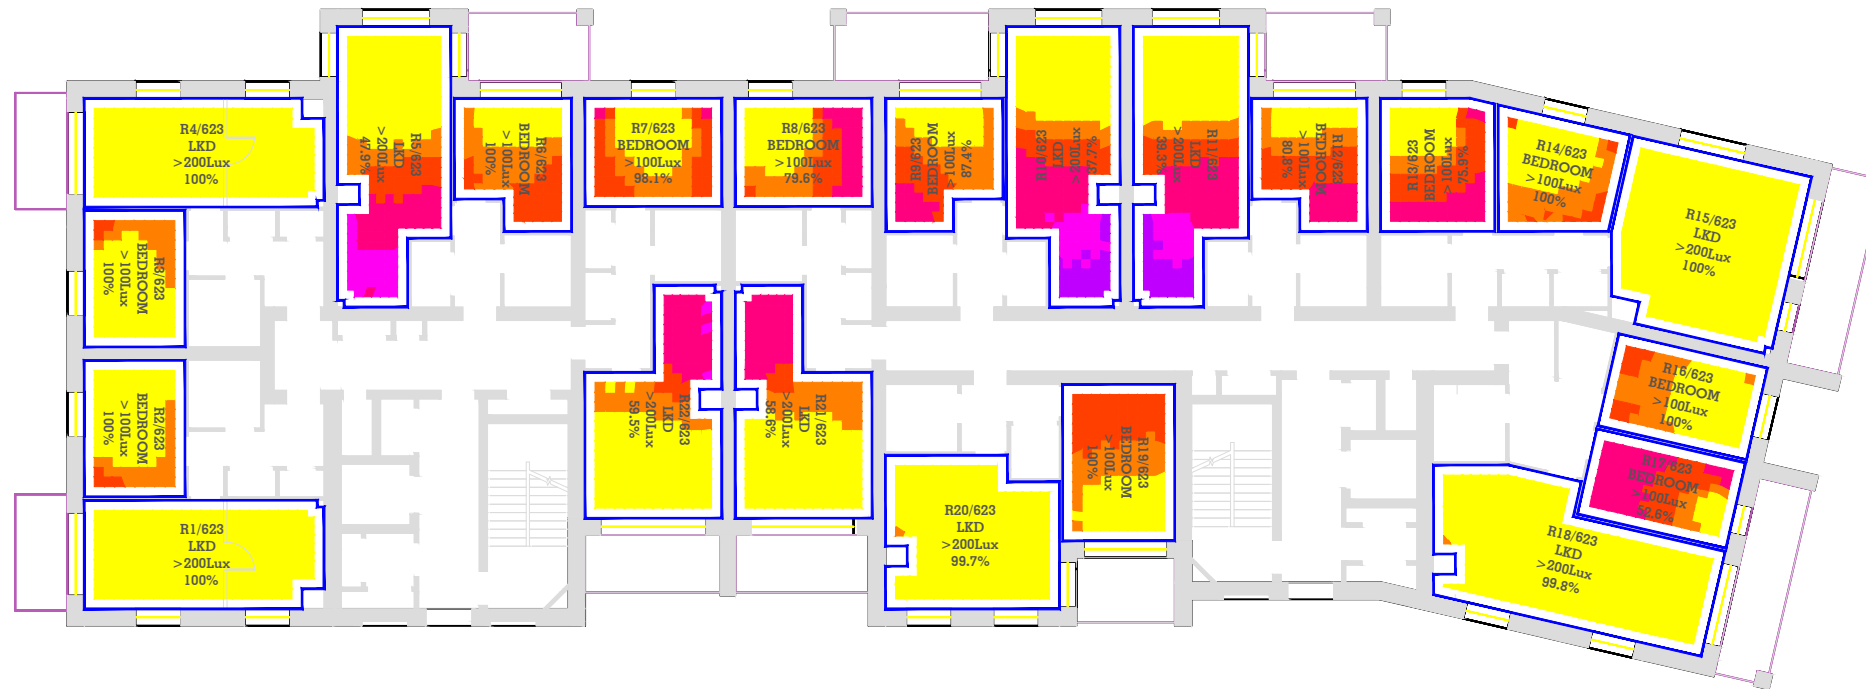 R4/623
LKD
>200Lux
100%
R5/623
LKD
>200Lux
47.9%
R6/623
BEDROOM
>100Lux
100%
R7/623
BEDROOM
>100Lux
98.1%
R8/623
BEDROOM
>100Lux
79.6%
R9/623
BEDROOM
>100Lux
87.4%
R10/623
LKD
>200Lux
37.7%
R11/623
LKD
>200Lux
38.3%
R12/623
BEDROOM
>100Lux
80.8%
R13/623
BEDROOM
>100Lux
75.9%
R14/623
BEDROOM
>100Lux
100%
R15/623
LKD
>200Lux
100%
R3/623
BEDROOM
>100Lux
100%
R2/623
BEDROOM
>100Lux
100%
R1/623
LKD
>200Lux
100%
R22/623
LKD
>200Lux
59.5%
R21/623
LKD
>200Lux
58.6%
R20/623
LKD
>200Lux
99.7%
R19/623
BEDROOM
>100Lux
100%
R16/623
BEDROOM
>100Lux
100%
R17/623
BEDROOM
>100Lux
52.6%
R18/623
LKD
>200Lux
99.8%